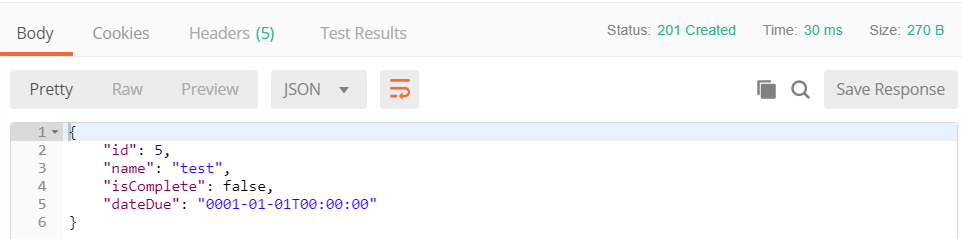 Body Cookies Headers (5) Test Results Status: 201 Created Time: 30 ms Size: 270 B
Pretty Raw Preview JSON Save Response
1 {
2 "id": 5,
3 "name": "test",
4 "isComplete": false,
5 "dateDue": "0001-01-01T00:00:00"
6 }